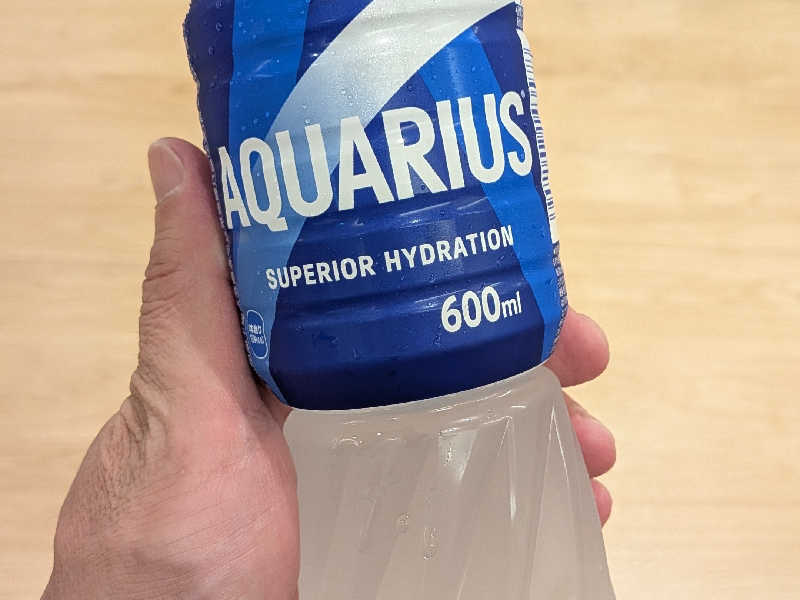 AQUARIUS
SUPERIOR HYDRATION
600ml